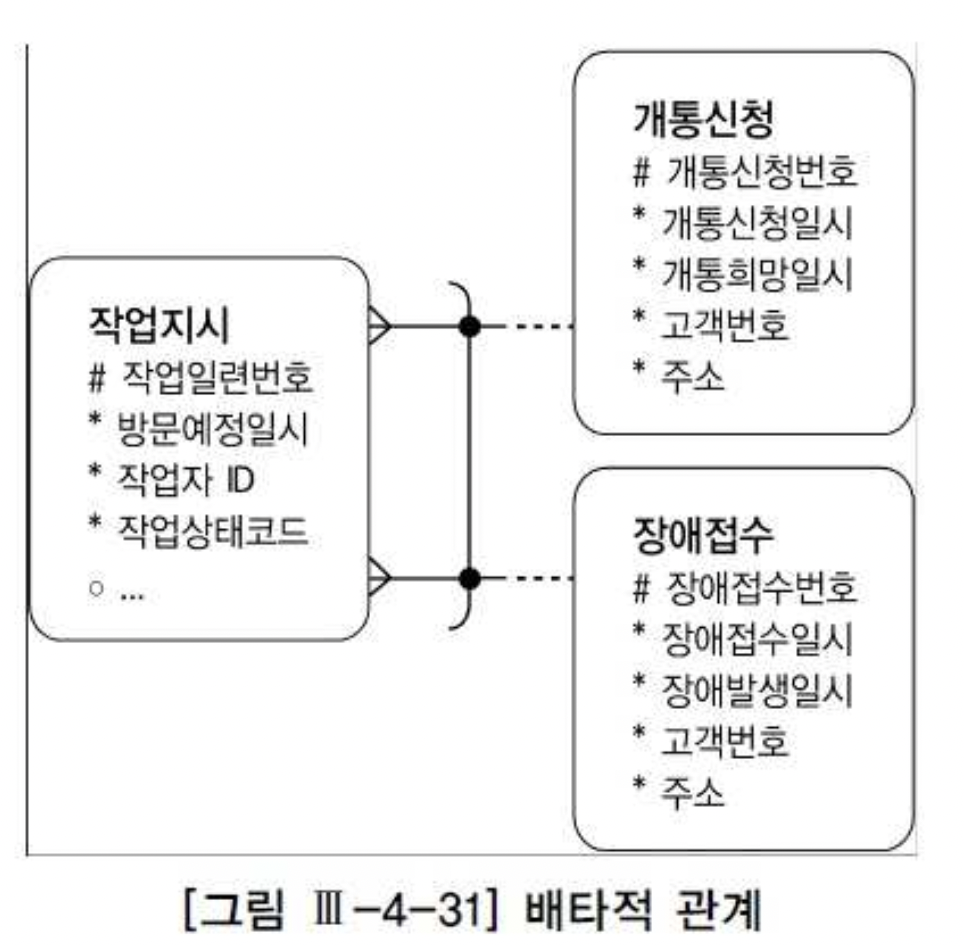 개통신청
# 개통신청번호
* 개통신청일시
* 개통희망일시
* 고객번호
* 주소
작업지시
# 작업일련번호
* 방문예정일시
* 작업자 ID
* 작업상태코드
○ ...
장애접수
# 장애접수번호
* 장애접수일시
* 장애발생일시
* 고객번호
* 주소
[그림 Ⅲ-4-31] 배타적 관계